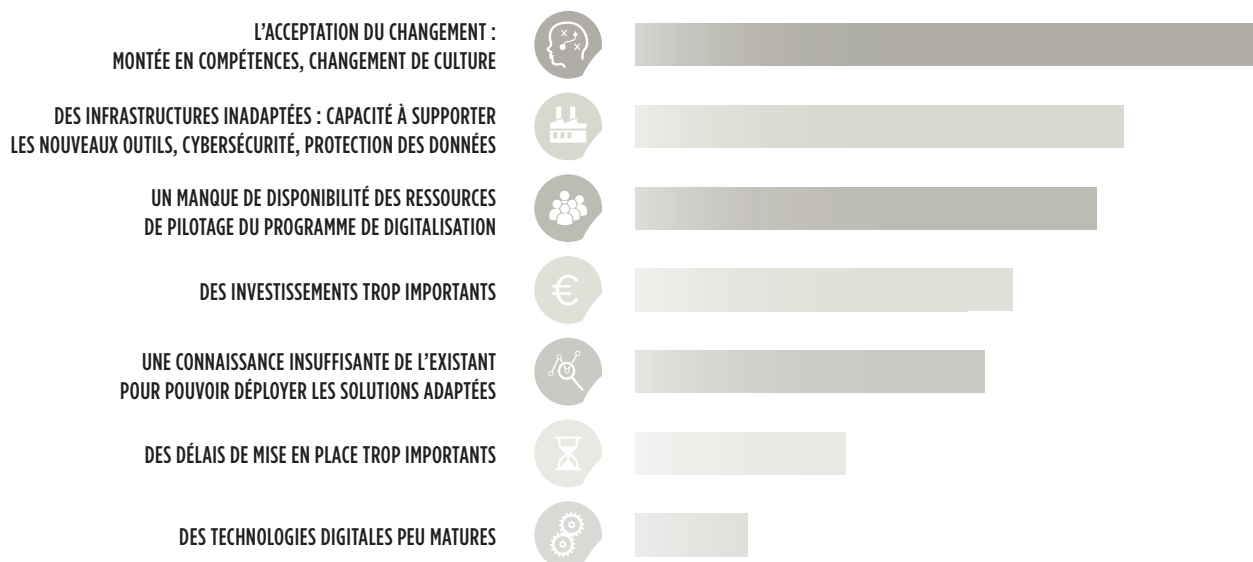 L'ACCEPTATION DU CHANGEMENT :
MONTÉE EN COMPÉTENCES, CHANGEMENT DE CULTURE
DES INFRASTRUCTURES INADAPTÉES : CAPACITÉ À SUPPORTER
LES NOUVEAUX OUTILS, CYBERSÉCURITÉ, PROTECTION DES DONNÉES
UN MANQUE DE DISPONIBILITÉ DES RESSOURCES
DE PILOTAGE DU PROGRAMME DE DIGITALISATION
€
DES INVESTISSEMENTS TROP IMPORTANTS
UNE CONNAISSANCE INSUFFISANTE DE L'EXISTANT
POUR POUVOIR DÉPLOYER LES SOLUTIONS ADAPTÉES
DES DÉLAIS DE MISE EN PLACE TROP IMPORTANTS
DES TECHNOLOGIES DIGITALES PEU MATURES